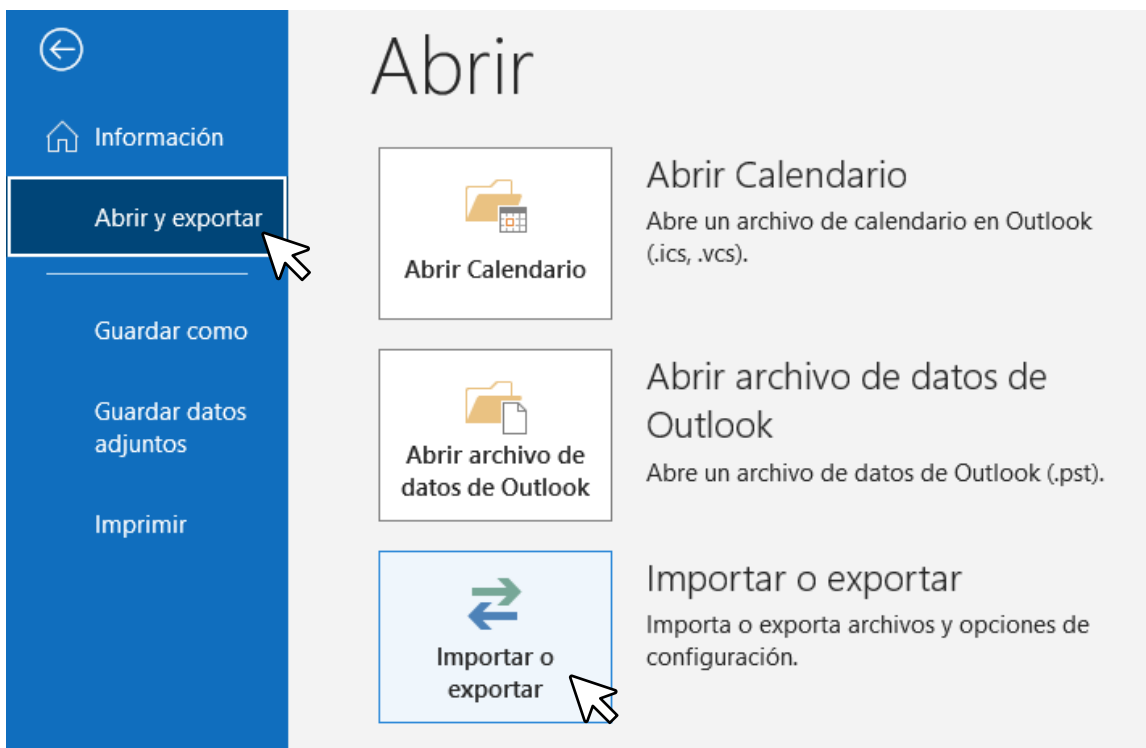 Abrir
Información
Abrir y exportar
Guardar como
Guardar datos
adjuntos
Imprimir
Abrir Calendario
Abrir Calendario
Abre un archivo de calendario en Outlook
(.ics, .vcs).
Abrir archivo de
datos de Outlook
Abrir archivo de datos de
Outlook
Abre un archivo de datos de Outlook (.pst).
Importar o
exportar
Importar o exportar
Importa o exporta archivos y opciones de
configuración.